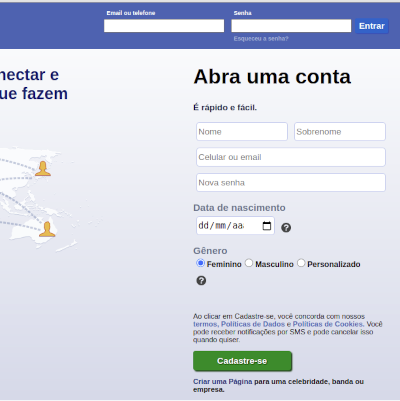 Email ou telefone
Senha
Entrar
Esqueceu a senha?
nectar e
ue fazem
Abra uma conta
É rápido e fácil.
Nome
Sobrenome
Celular ou email
Nova senha
Data de nascimento
dd/mm/aa
?
Gênero
Feminino Masculino Personalizado
?
Ao clicar em Cadastre-se, você concorda com nossos
termos, Políticas de Dados e Políticas de Cookies. Você
pode receber notificações por SMS e pode cancelar isso
quando quiser.
Cadastre-se
Criar uma Página para uma celebridade, banda ou
empresa.